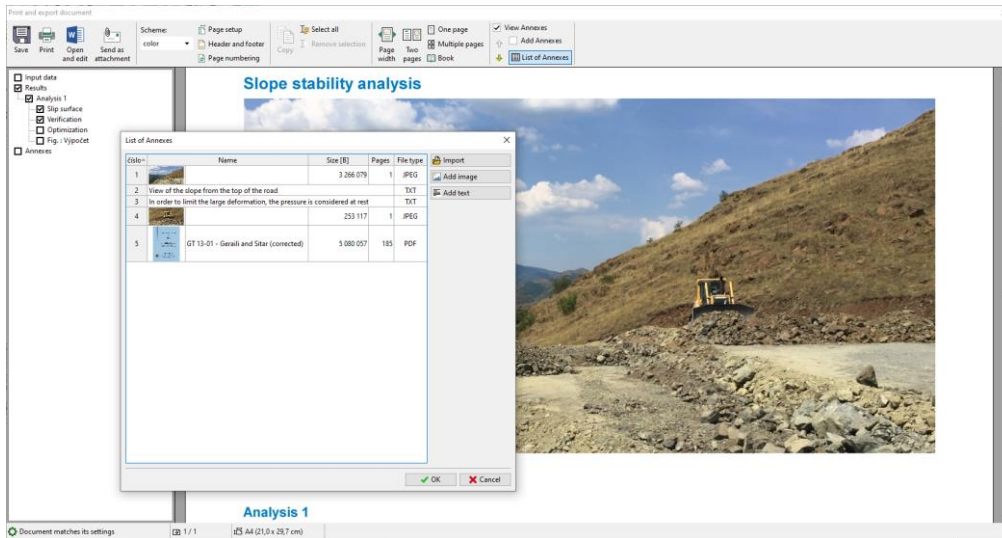 Print and export document
Save
Print
Open and edit
Send as attachment
Scheme:
color
Page setup
Header and footer
Page numbering
Copy
Select all
Remove selection
Page width
Two pages
One page
Multiple pages
Book
View Annexes
Add Annexes
List of Annexes
Input data
Results
Analysis 1
Slip surface
Verification
Optimization
Fig. : Výpočet
Annexes
Slope stability analysis
List of Annexes
číslo Name Size [B] Pages File type
1 3 266 079 1 JPEG
2 View of the slope from the top of the road TXT
3 In order to limit the large deformation, the pressure is considered at rest TXT
4 253 117 1 JPEG
5 GT 13-01 - Geraili and Sitar (corrected) 5 080 057 185 PDF
Import
Add image
Add text
OK
Cancel
Analysis 1
Document matches its settings
1 / 1
A4 (21,0 x 29,7 cm)